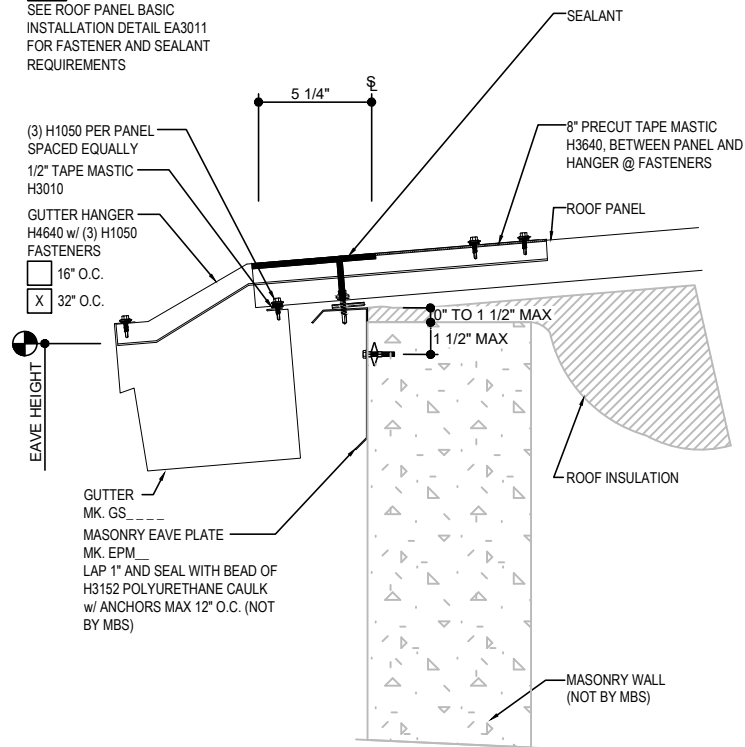 SEE ROOF PANEL BASIC
INSTALLATION DETAIL EA3011
FOR FASTENER AND SEALANT
REQUIREMENTS
SEALANT
5 1/4"
(3) H1050 PER PANEL
SPACED EQUALLY
8" PRECUT TAPE MASTIC
H3640, BETWEEN PANEL AND
HANGER @ FASTENERS
1/2" TAPE MASTIC
H3010
GUTTER HANGER
H4640 w/ (3) H1050
FASTENERS
16" O.C.
X 32" O.C.
ROOF PANEL
0" TO 1 1/2" MAX
1 1/2" MAX
EAVE HEIGHT
ROOF INSULATION
GUTTER
MK. GS_ _ _ _
MASONRY EAVE PLATE
MK. EPM__
LAP 1" AND SEAL WITH BEAD OF
H3152 POLYURETHANE CAULK
w/ ANCHORS MAX 12" O.C. (NOT
BY MBS)
MASONRY WALL
(NOT BY MBS)